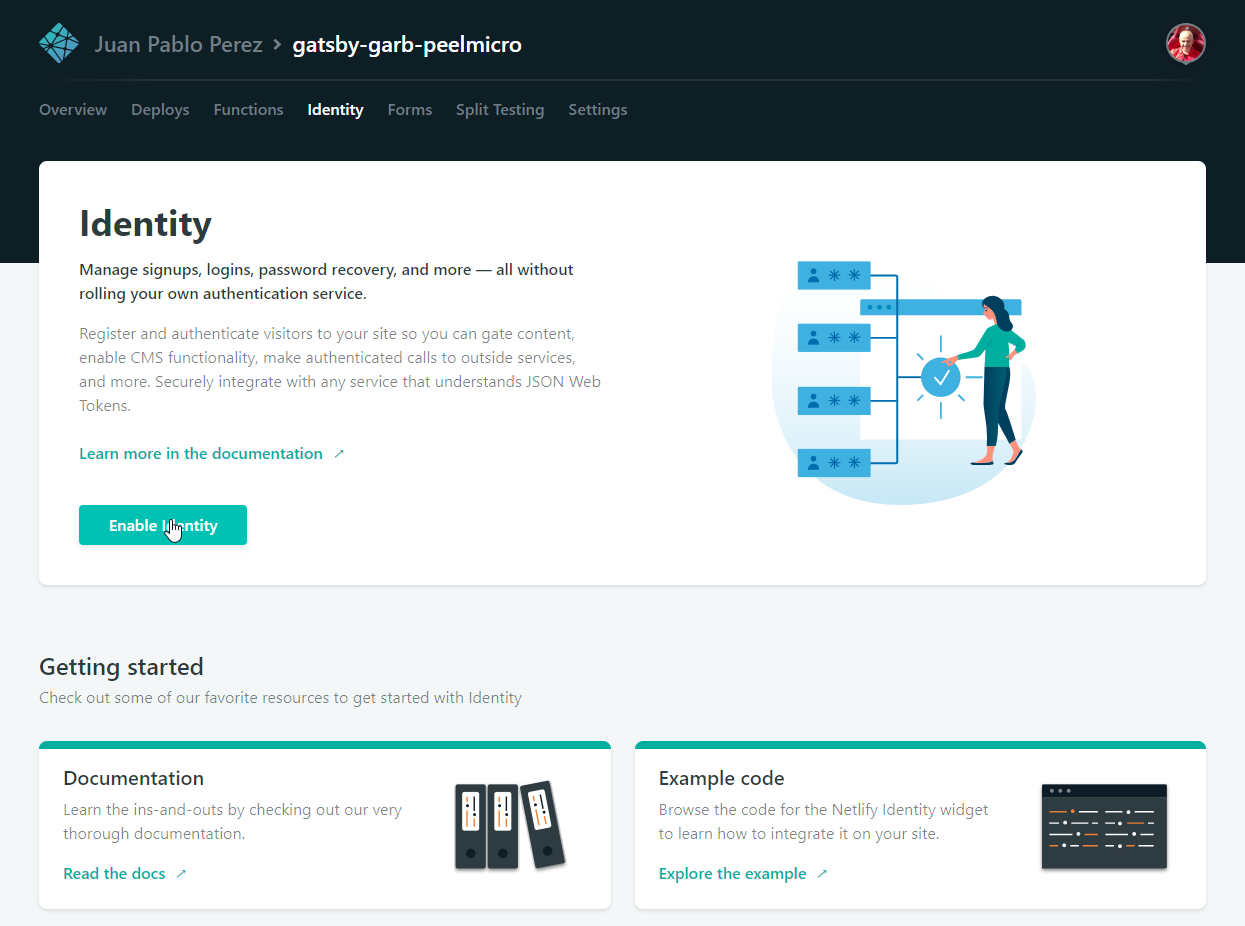 Juan Pablo Perez > gatsby-garb-peelmicro
Overview Deploys Functions Identity Forms Split Testing Settings
Identity
Manage signups, logins, password recovery, and more — all without
rolling your own authentication service.
Register and authenticate visitors to your site so you can gate content,
enable CMS functionality, make authenticated calls to outside services,
and more. Securely integrate with any service that understands JSON Web
Tokens.
Learn more in the documentation
Enable Identity
Getting started
Check out some of our favorite resources to get started with Identity
Documentation
Learn the ins-and-outs by checking out our very
thorough documentation.
Read the docs
Example code
Browse the code for the Netlify Identity widget
to learn how to integrate it on your site.
Explore the example